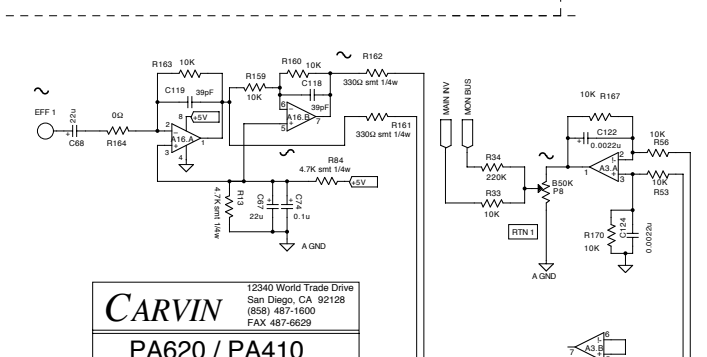 R163 10K
R160 10K
R162
330Ω smt 1/4w
C119 39pF
R159
10K
C118
39pF
EFF 1
22u
C68
0Ω
R164
8
+5V
2
3
A16.A
1
4
6
5
A16.B
7
R161
330Ω smt 1/4w
R84
4.7K smt 1/4w
+5V
R13
4.7K smt 1/4w
C67
22u
C74
0.1u
A GND
MAIN INV
MON BUS
R34
220K
R33
10K
B50K
P8
RTN 1
A GND
10K R167
C122
0.0022u
10K
R56
2
A3.A
1
3
10K
R53
R170
10K
C124
0.0022u
6
7
A3.B
CARVIN
12340 World Trade Drive
San Diego, CA 92128
(858) 487-1600
FAX 487-6629
PA620 / PA410